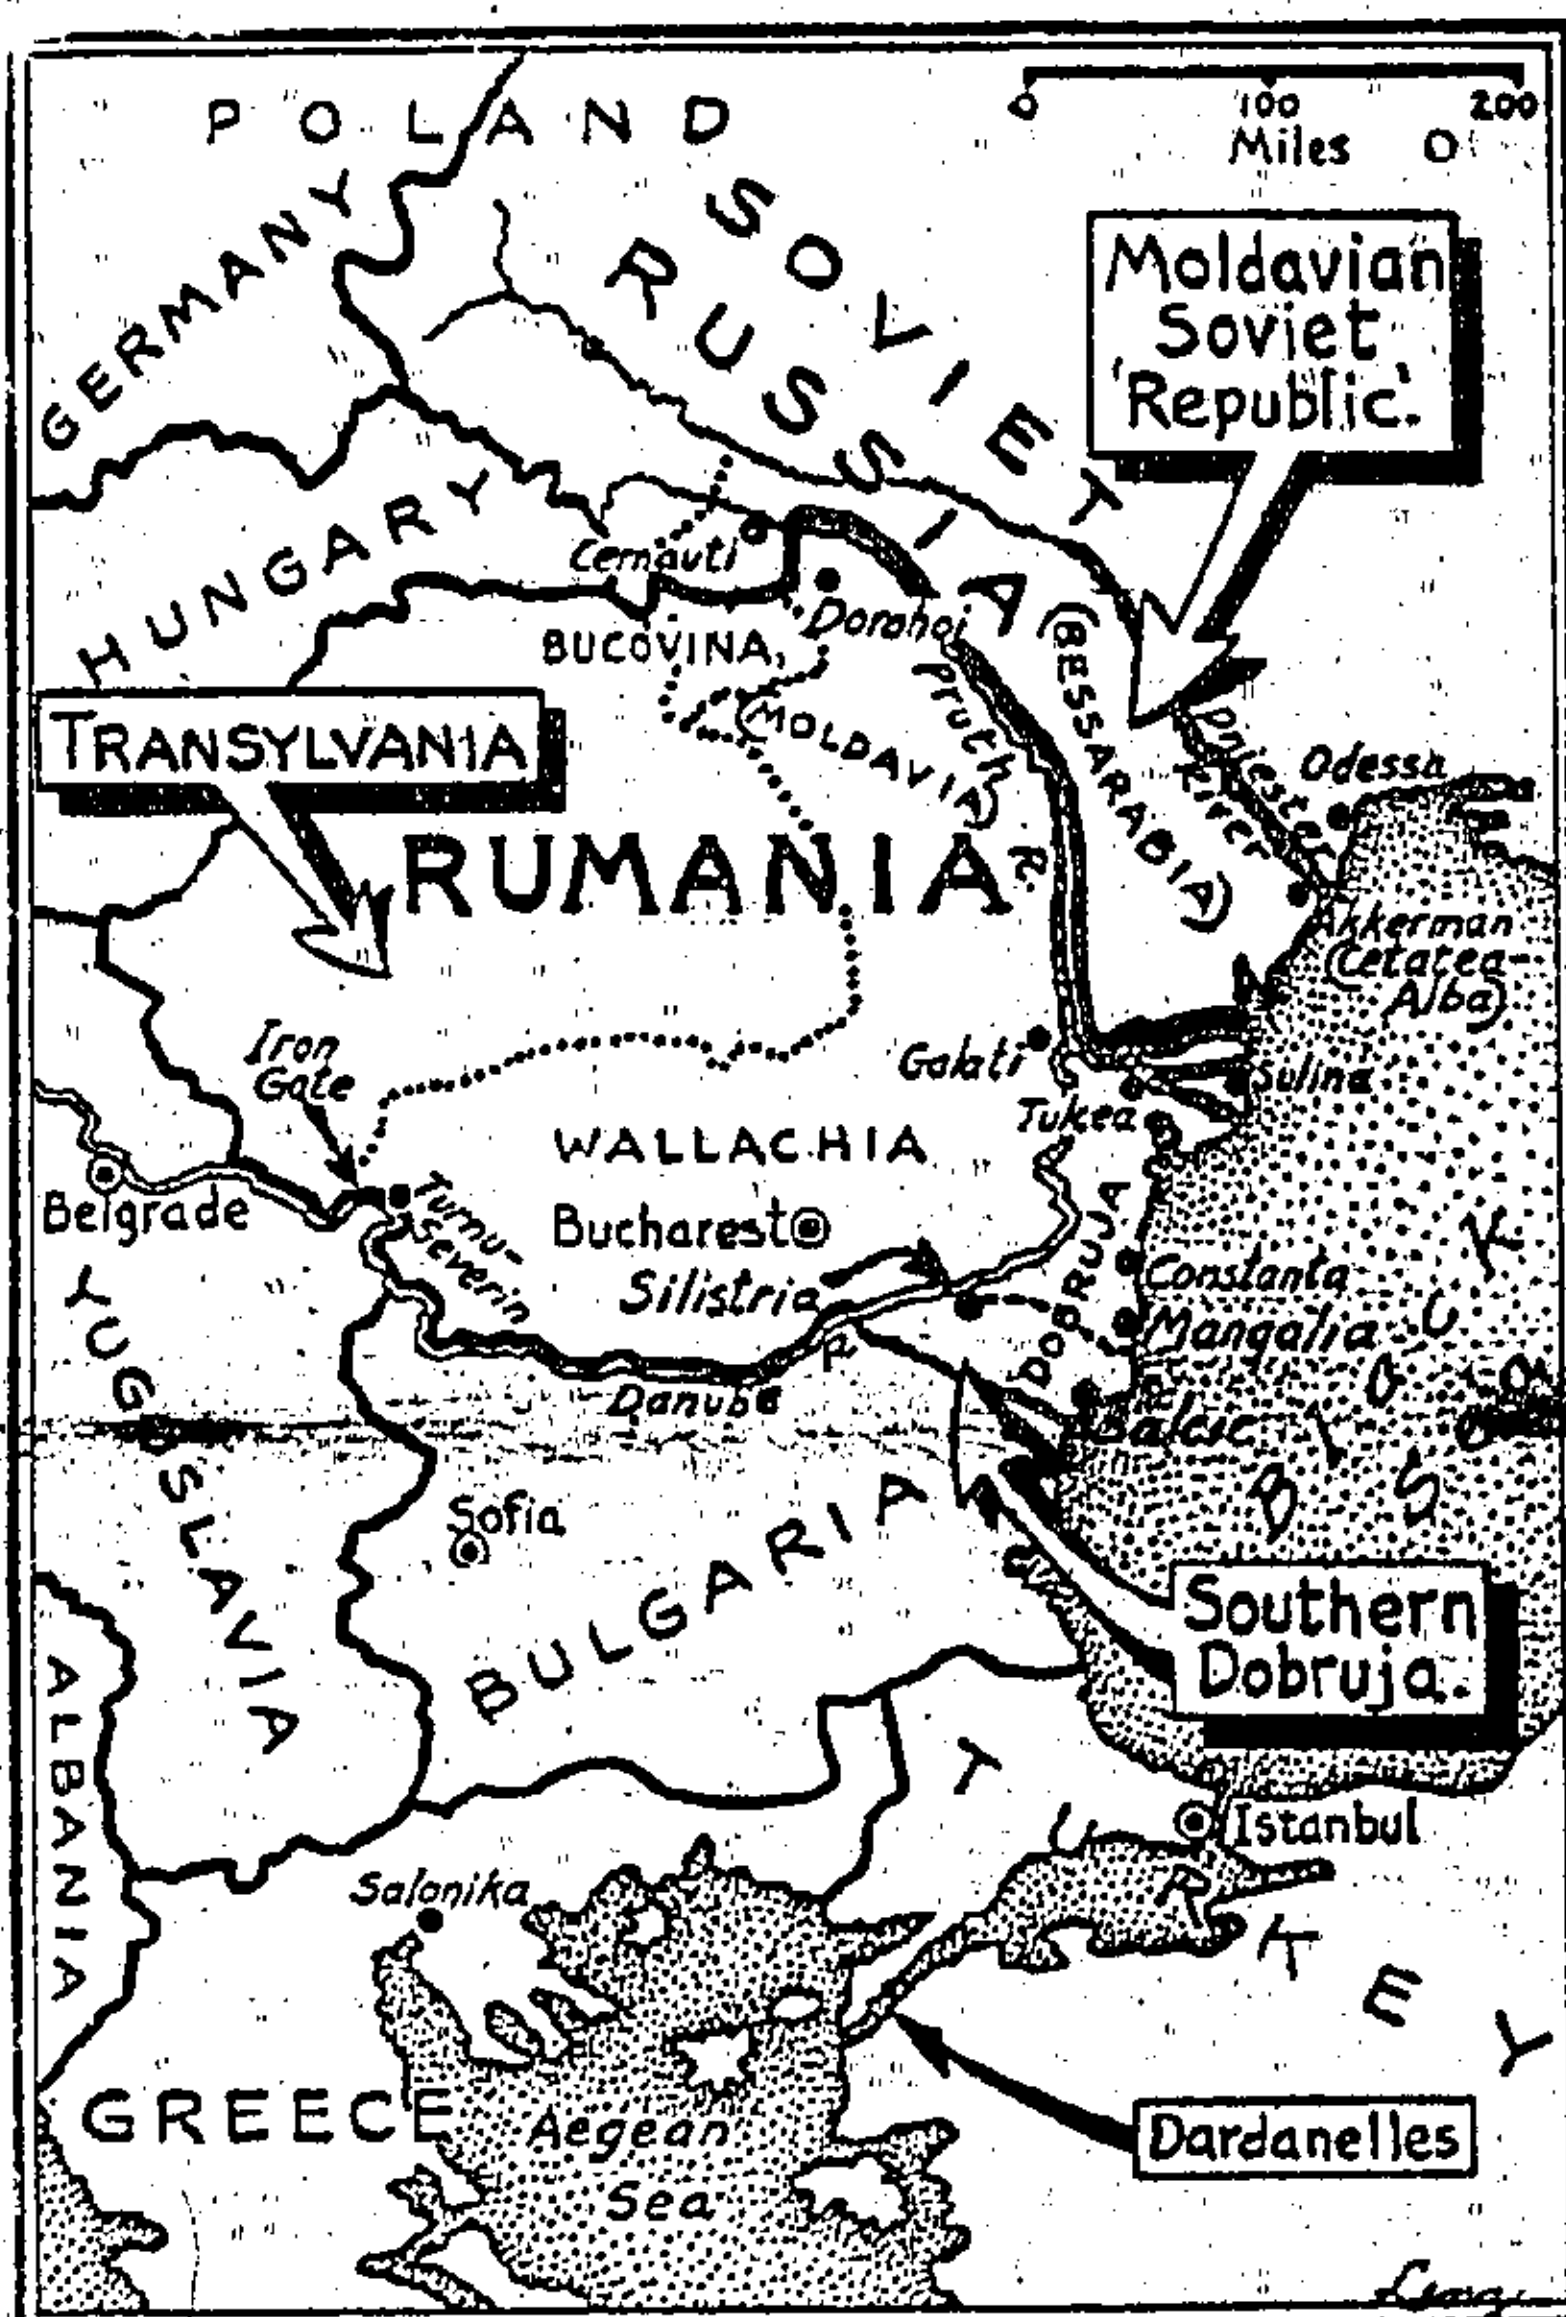 POLAND
0 100 200
Miles
GERMANY
SOVIET
RUSSIA
Moldavian
Soviet
'Republic'.
HUNGARY
Cernauti
Dorohoi
BUCOVINA
(BESSARABIA)
Pruth R.
(MOLDAVIA)
Dniester
River
Odessa
TRANSYLVANIA
RUMANIA
Akkerman
(Cetatea-
Alba)
Iron
Gate
Galati
Sulina
Tulcea
WALLACHIA
Belgrade
Turnu-
Severin
Bucharest
Silistria
DOBRUJA
Constanta
Mangalia
Danube
R.
Balcic
BLACK
S
YUGOSLAVIA
Sofia
BULGARIA
Southern
Dobruja.
ALBANIA
TURKEY
Istanbul
Salonika
GREECE
Aegean
Sea
Dardanelles